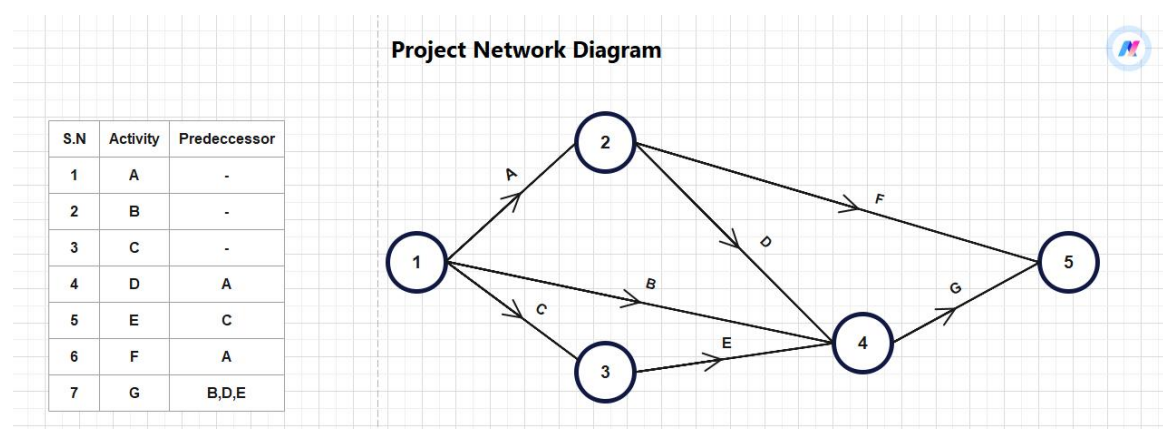 Project Network Diagram
S.N Activity Predeccessor
1 A -
2 B -
3 C -
4 D A
5 E C
6 F A
7 G B,D,E
2
A
F
D
1
5
B
G
C
E
4
3